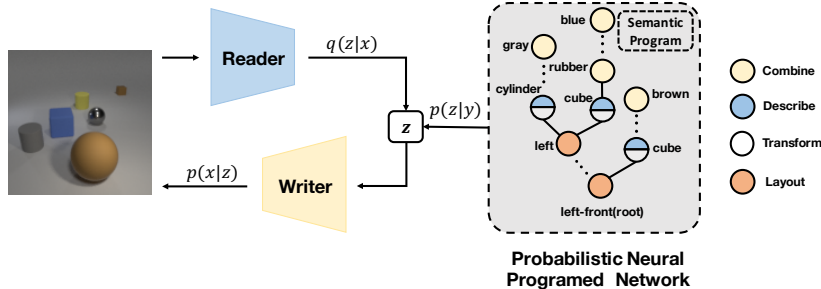 Reader
q(z|x)
z
p(z|y)
p(x|z)
Writer
blue
Semantic
Program
gray
rubber
cylinder
cube
brown
left
cube
left-front(root)
Combine
Describe
Transform
Layout
Probabilistic Neural
Programed Network